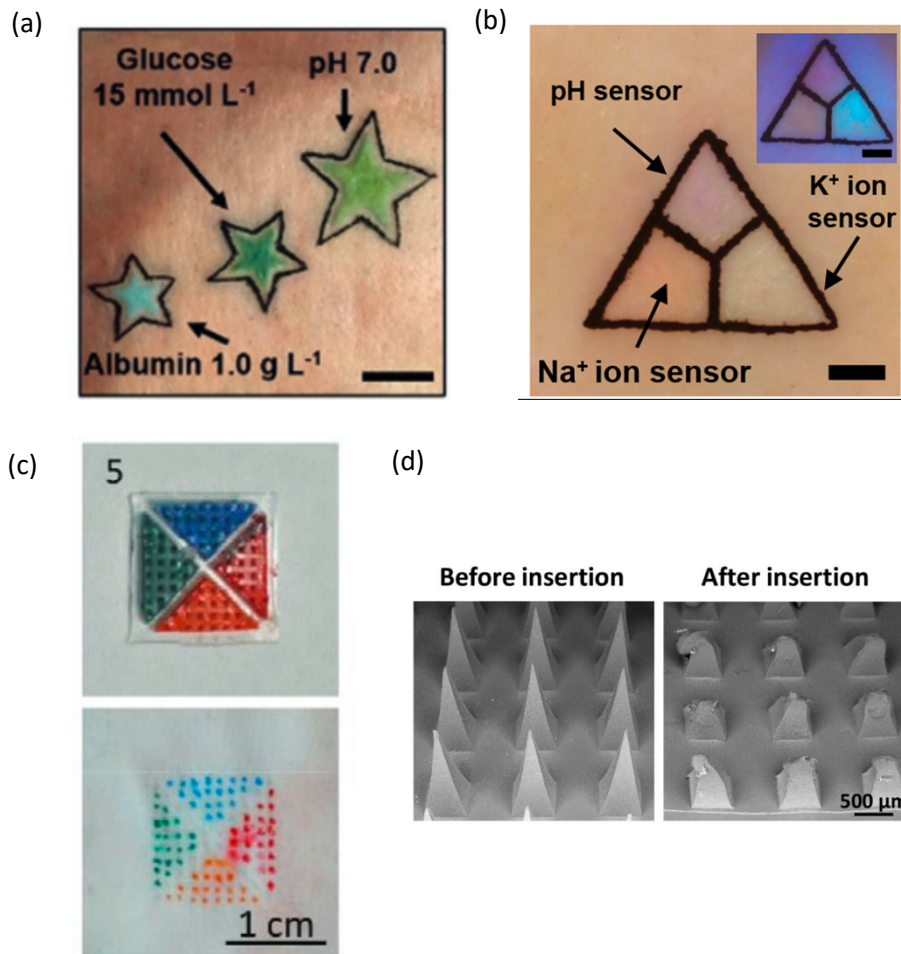 (a)
Glucose
15 mmol L⁻¹
pH 7.0
Albumin 1.0 g L⁻¹
(b)
pH sensor
K⁺ ion
sensor
Na⁺ ion sensor
(c)
5
1 cm
(d)
Before insertion
After insertion
500 µm